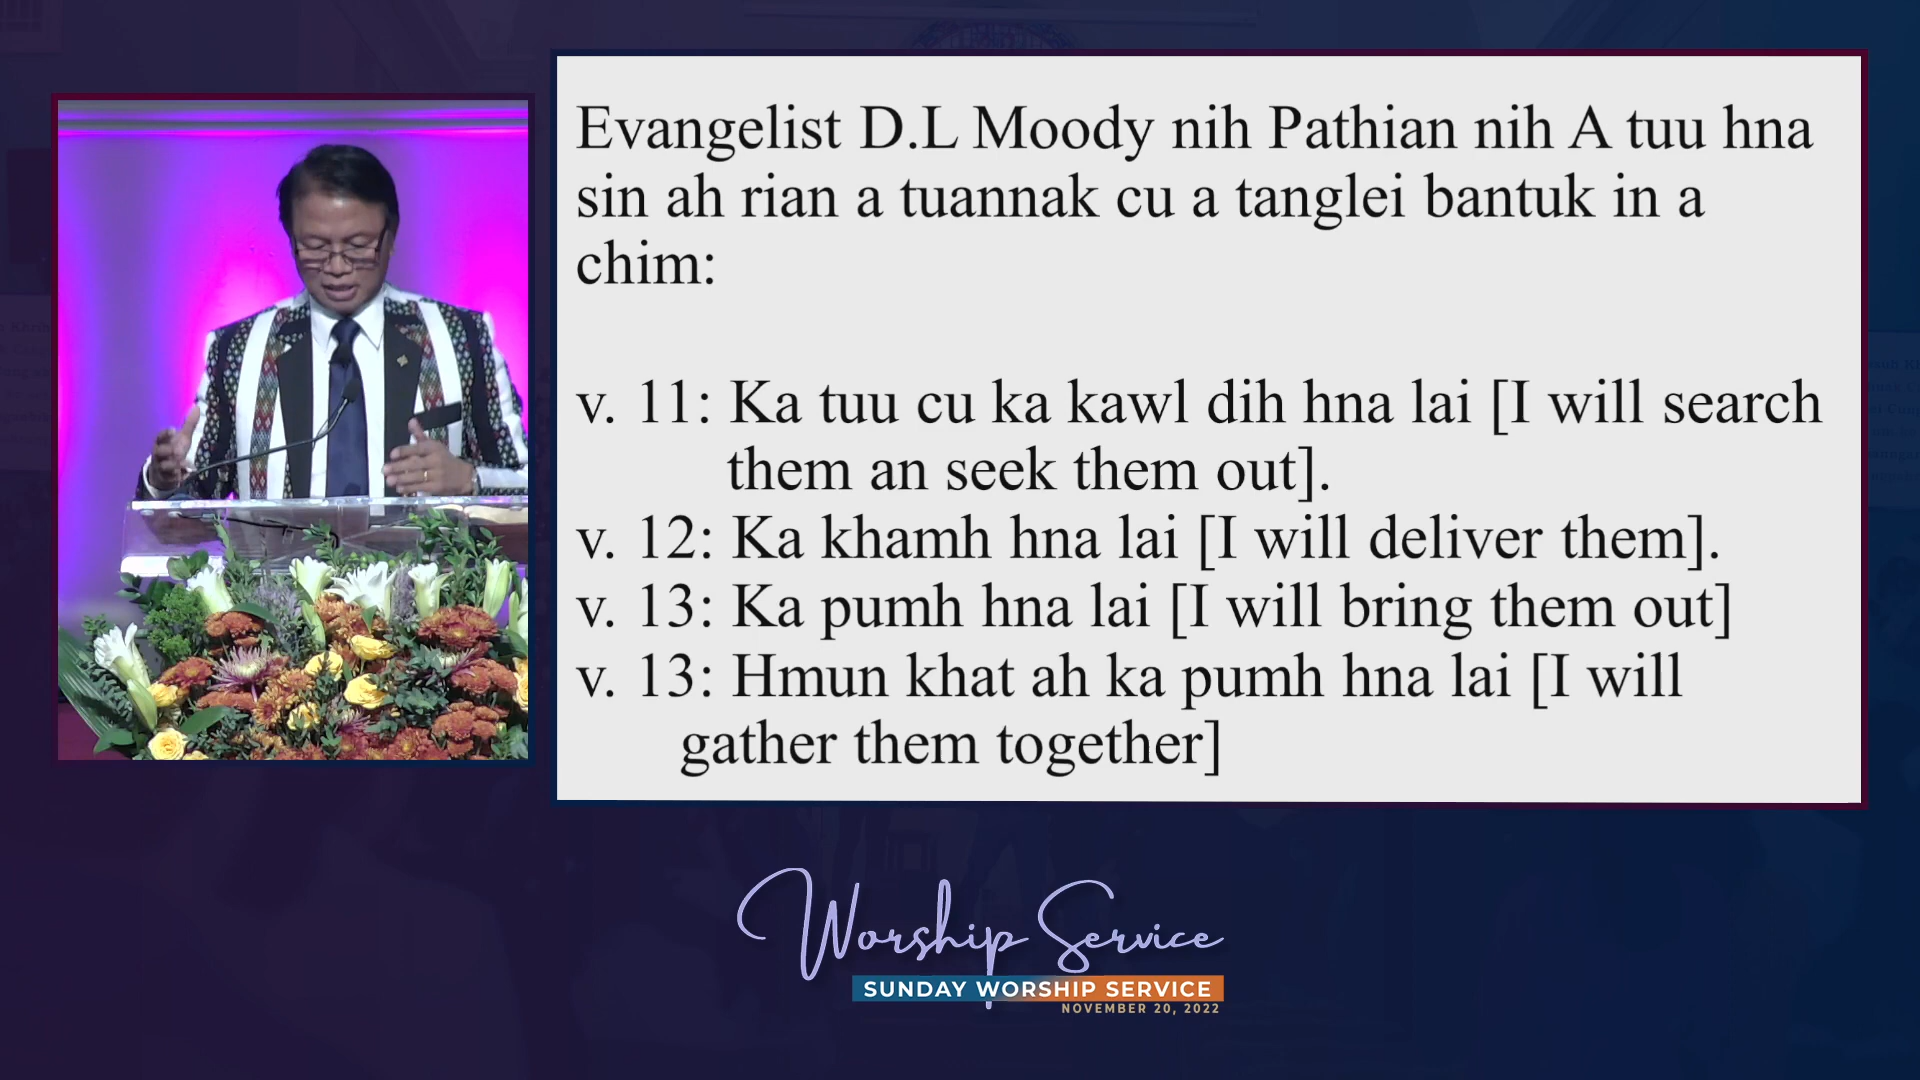 Evangelist D.L Moody nih Pathian nih A tuu hna
sin ah rian a tuannak cu a tanglei bantuk in a
chim:
v. 11: Ka tuu cu ka kawl dih hna lai [I will search
them an seek them out].
v. 12: Ka khamh hna lai [I will deliver them].
v. 13: Ka pumh hna lai [I will bring them out]
v. 13: Hmun khat ah ka pumh hna lai [I will
gather them together]
Worship Service
SUNDAY WORSHIP SERVICE
NOVEMBER 20, 2022